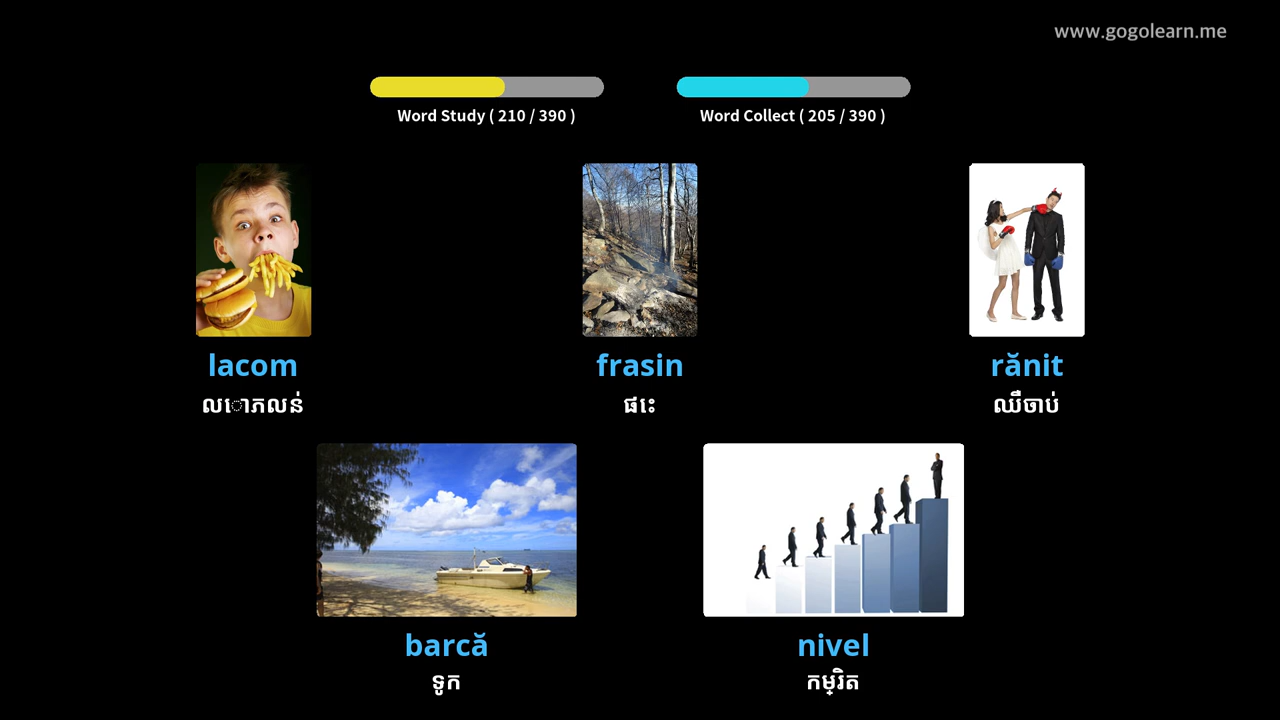 www.gogolearn.me
Word Study ( 210 / 390 )
Word Collect ( 205 / 390 )
lacom
frasin
rănit
លោភលន់
ផេះ
ឈឺចាប់
barcă
nivel
ទូក
កម្រិត